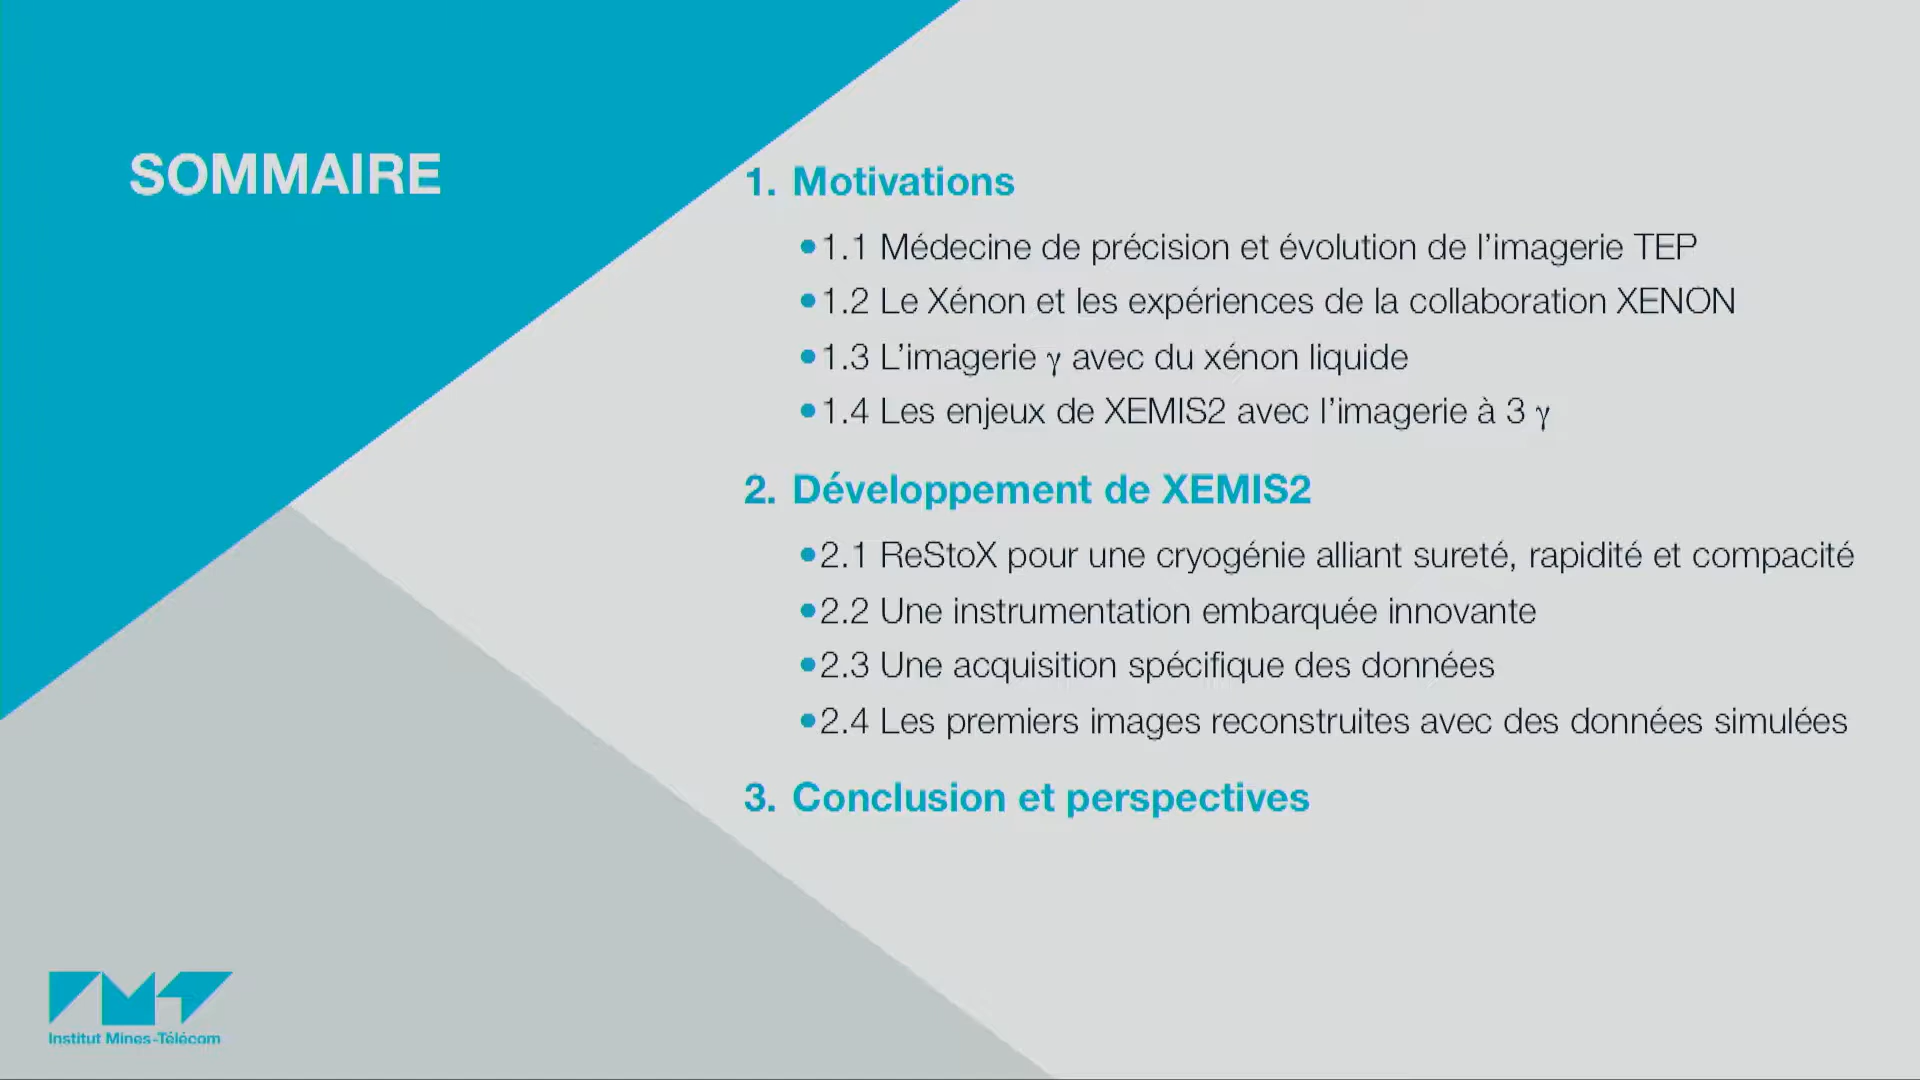 SOMMAIRE
1. Motivations
•1.1 Médecine de précision et évolution de l’imagerie TEP
•1.2 Le Xénon et les expériences de la collaboration XENON
•1.3 L’imagerie γ avec du xénon liquide
•1.4 Les enjeux de XEMIS2 avec l’imagerie à 3 γ
2. Développement de XEMIS2
•2.1 ReStoX pour une cryogénie alliant sureté, rapidité et compacité
•2.2 Une instrumentation embarquée innovante
•2.3 Une acquisition spécifique des données
•2.4 Les premiers images reconstruites avec des données simulées
3. Conclusion et perspectives
IMT
Institut Mines-Télécom